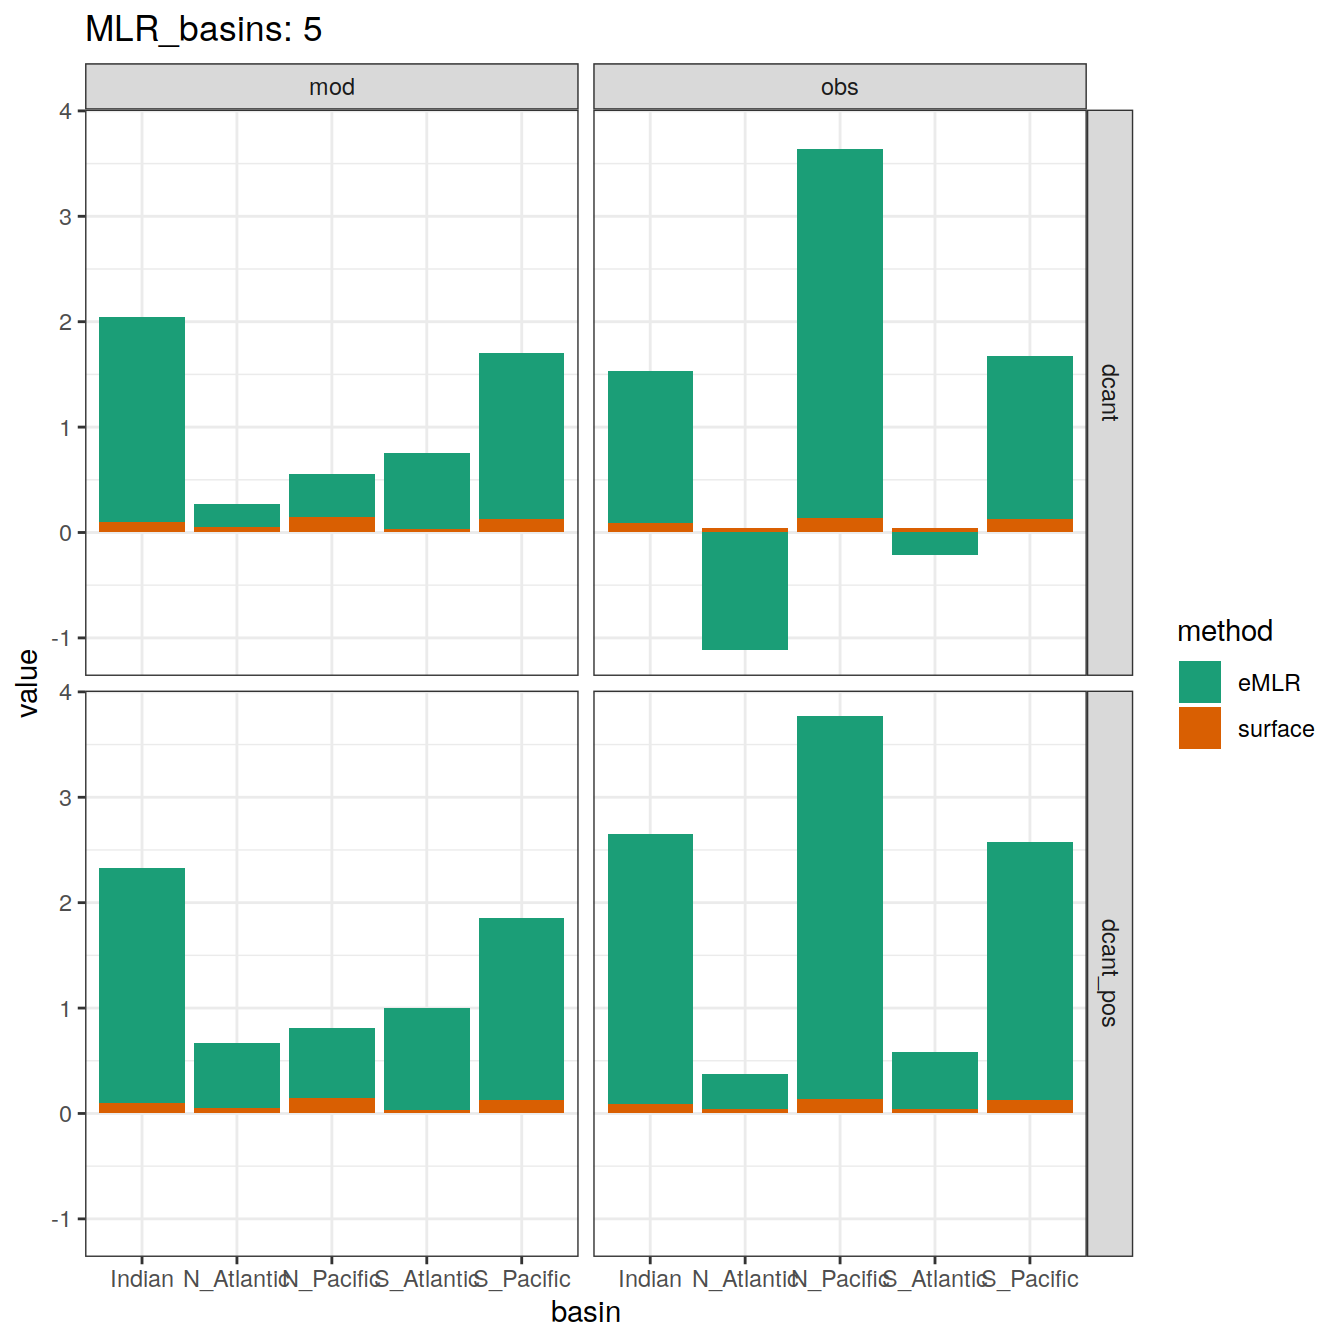 MLR_basins: 5
mod
obs
4
3
2
1
0
-1
dcant
4
3
2
1
0
-1
dcant_pos
value
Indian N_Atlantic N_Pacific S_Atlantic S_Pacific
Indian N_Atlantic N_Pacific S_Atlantic S_Pacific
basin
method
eMLR
surface